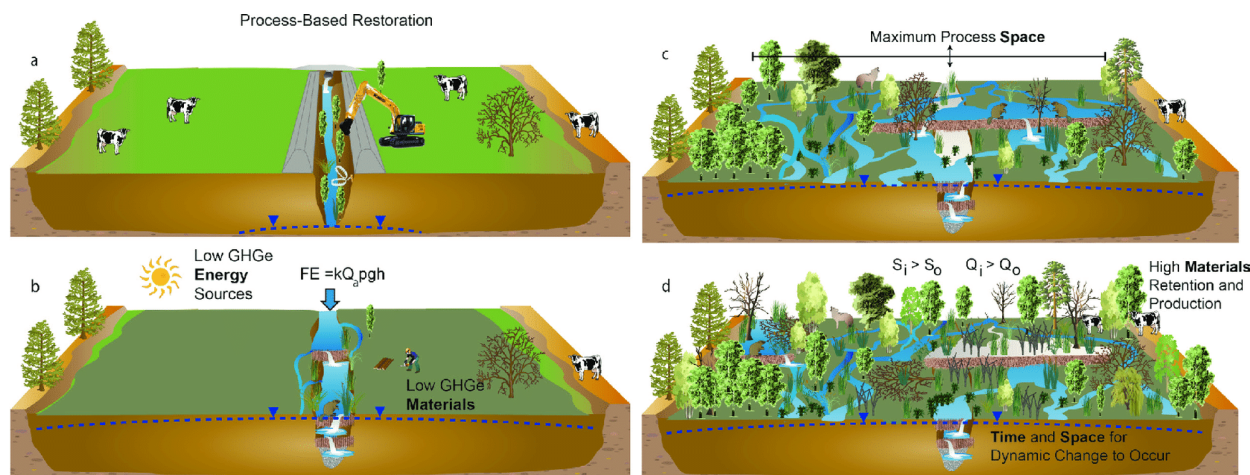 Process-Based Restoration
a
b
Low GHGe
Energy
Sources
FE =kQₐpgh
Low GHGe
Materials
c
Maximum Process Space
d
Sᵢ > Sₒ Qᵢ > Qₒ
High Materials
Retention and
Production
Time and Space for
Dynamic Change to Occur